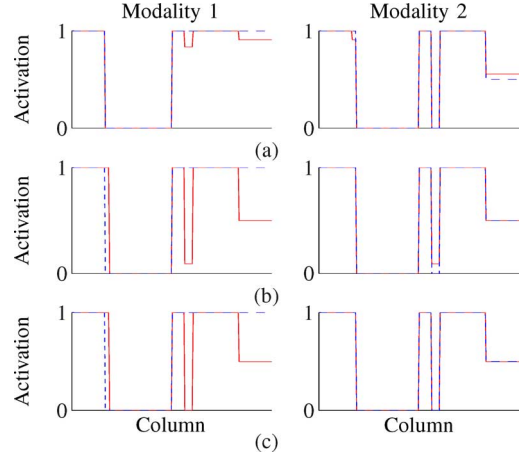 Modality 1 Modality 2
1 1
Activation
0 0
(a)
1 1
Activation
0 0
(b)
1 1
Activation
0 0
Column Column
(c)